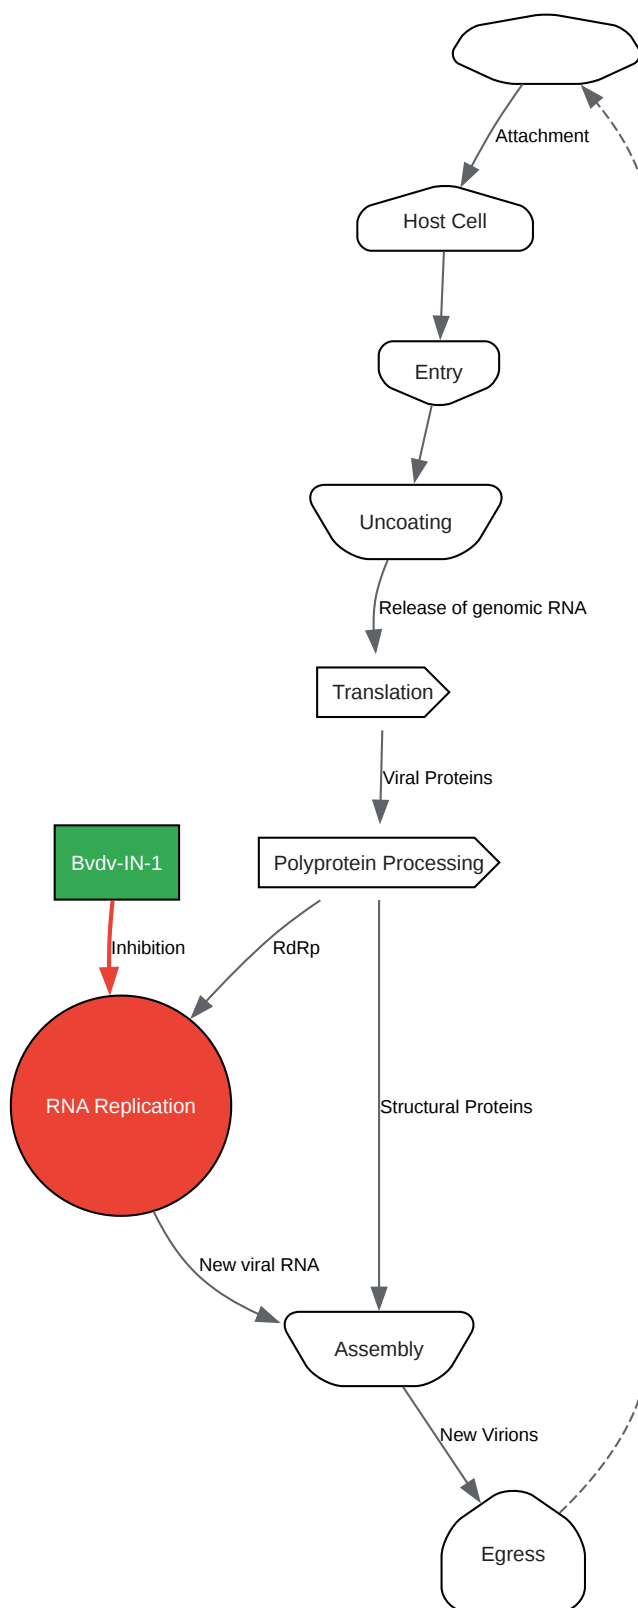 Attachment
Host Cell
Entry
Uncoating
Release of genomic RNA
Translation
Viral Proteins
Bvdv-IN-1
Polyprotein Processing
Inhibition
RdRp
RNA Replication
Structural Proteins
New viral RNA
Assembly
New Virions
Egress